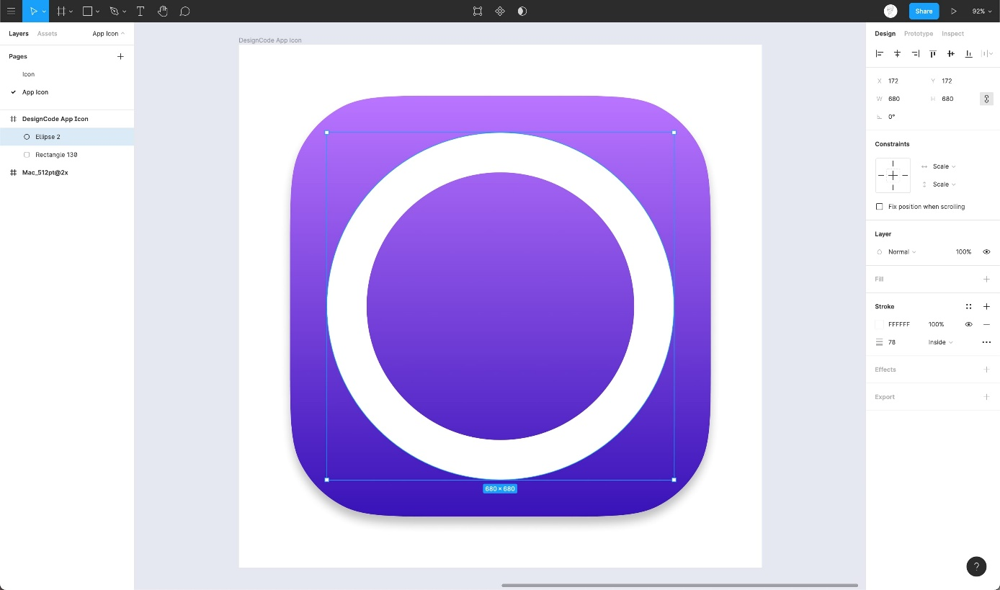 Share
92%
Layers
Assets
App Icon
Pages
Icon
App Icon
DesignCode App Icon
Ellipse 2
Rectangle 130
Mac_512pt@2x
DesignCode App Icon
680 × 680
Design
Prototype
Inspect
X 172
Y 172
W 680
H 680
0°
Constraints
Scale
Scale
Fix position when scrolling
Layer
Normal
100%
Fill
Stroke
FFFFFF
100%
78
Inside
Effects
Export
?